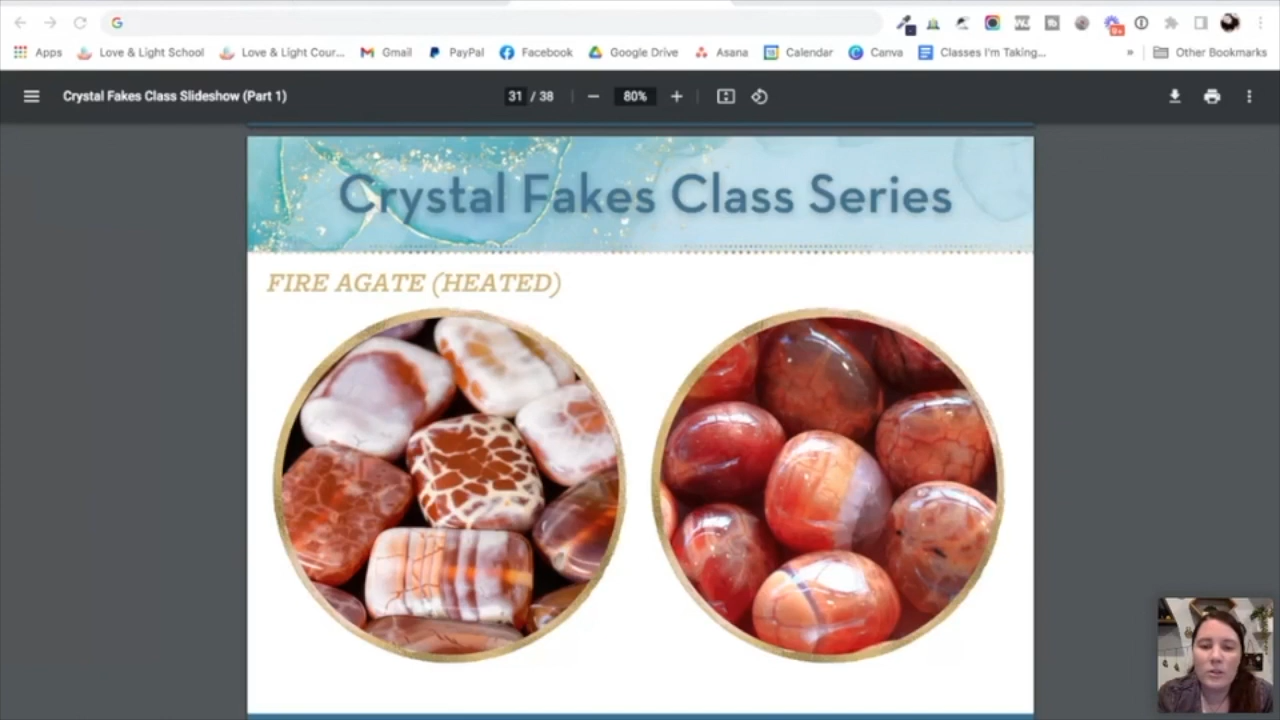 Apps
Love & Light School
Love & Light Cour...
Gmail
PayPal
Facebook
Google Drive
Asana
Calendar
Canva
Classes I'm Taking...
»
Other Bookmarks
Crystal Fakes Class Slideshow (Part 1)
31 / 38
80%
Crystal Fakes Class Series
FIRE AGATE (HEATED)